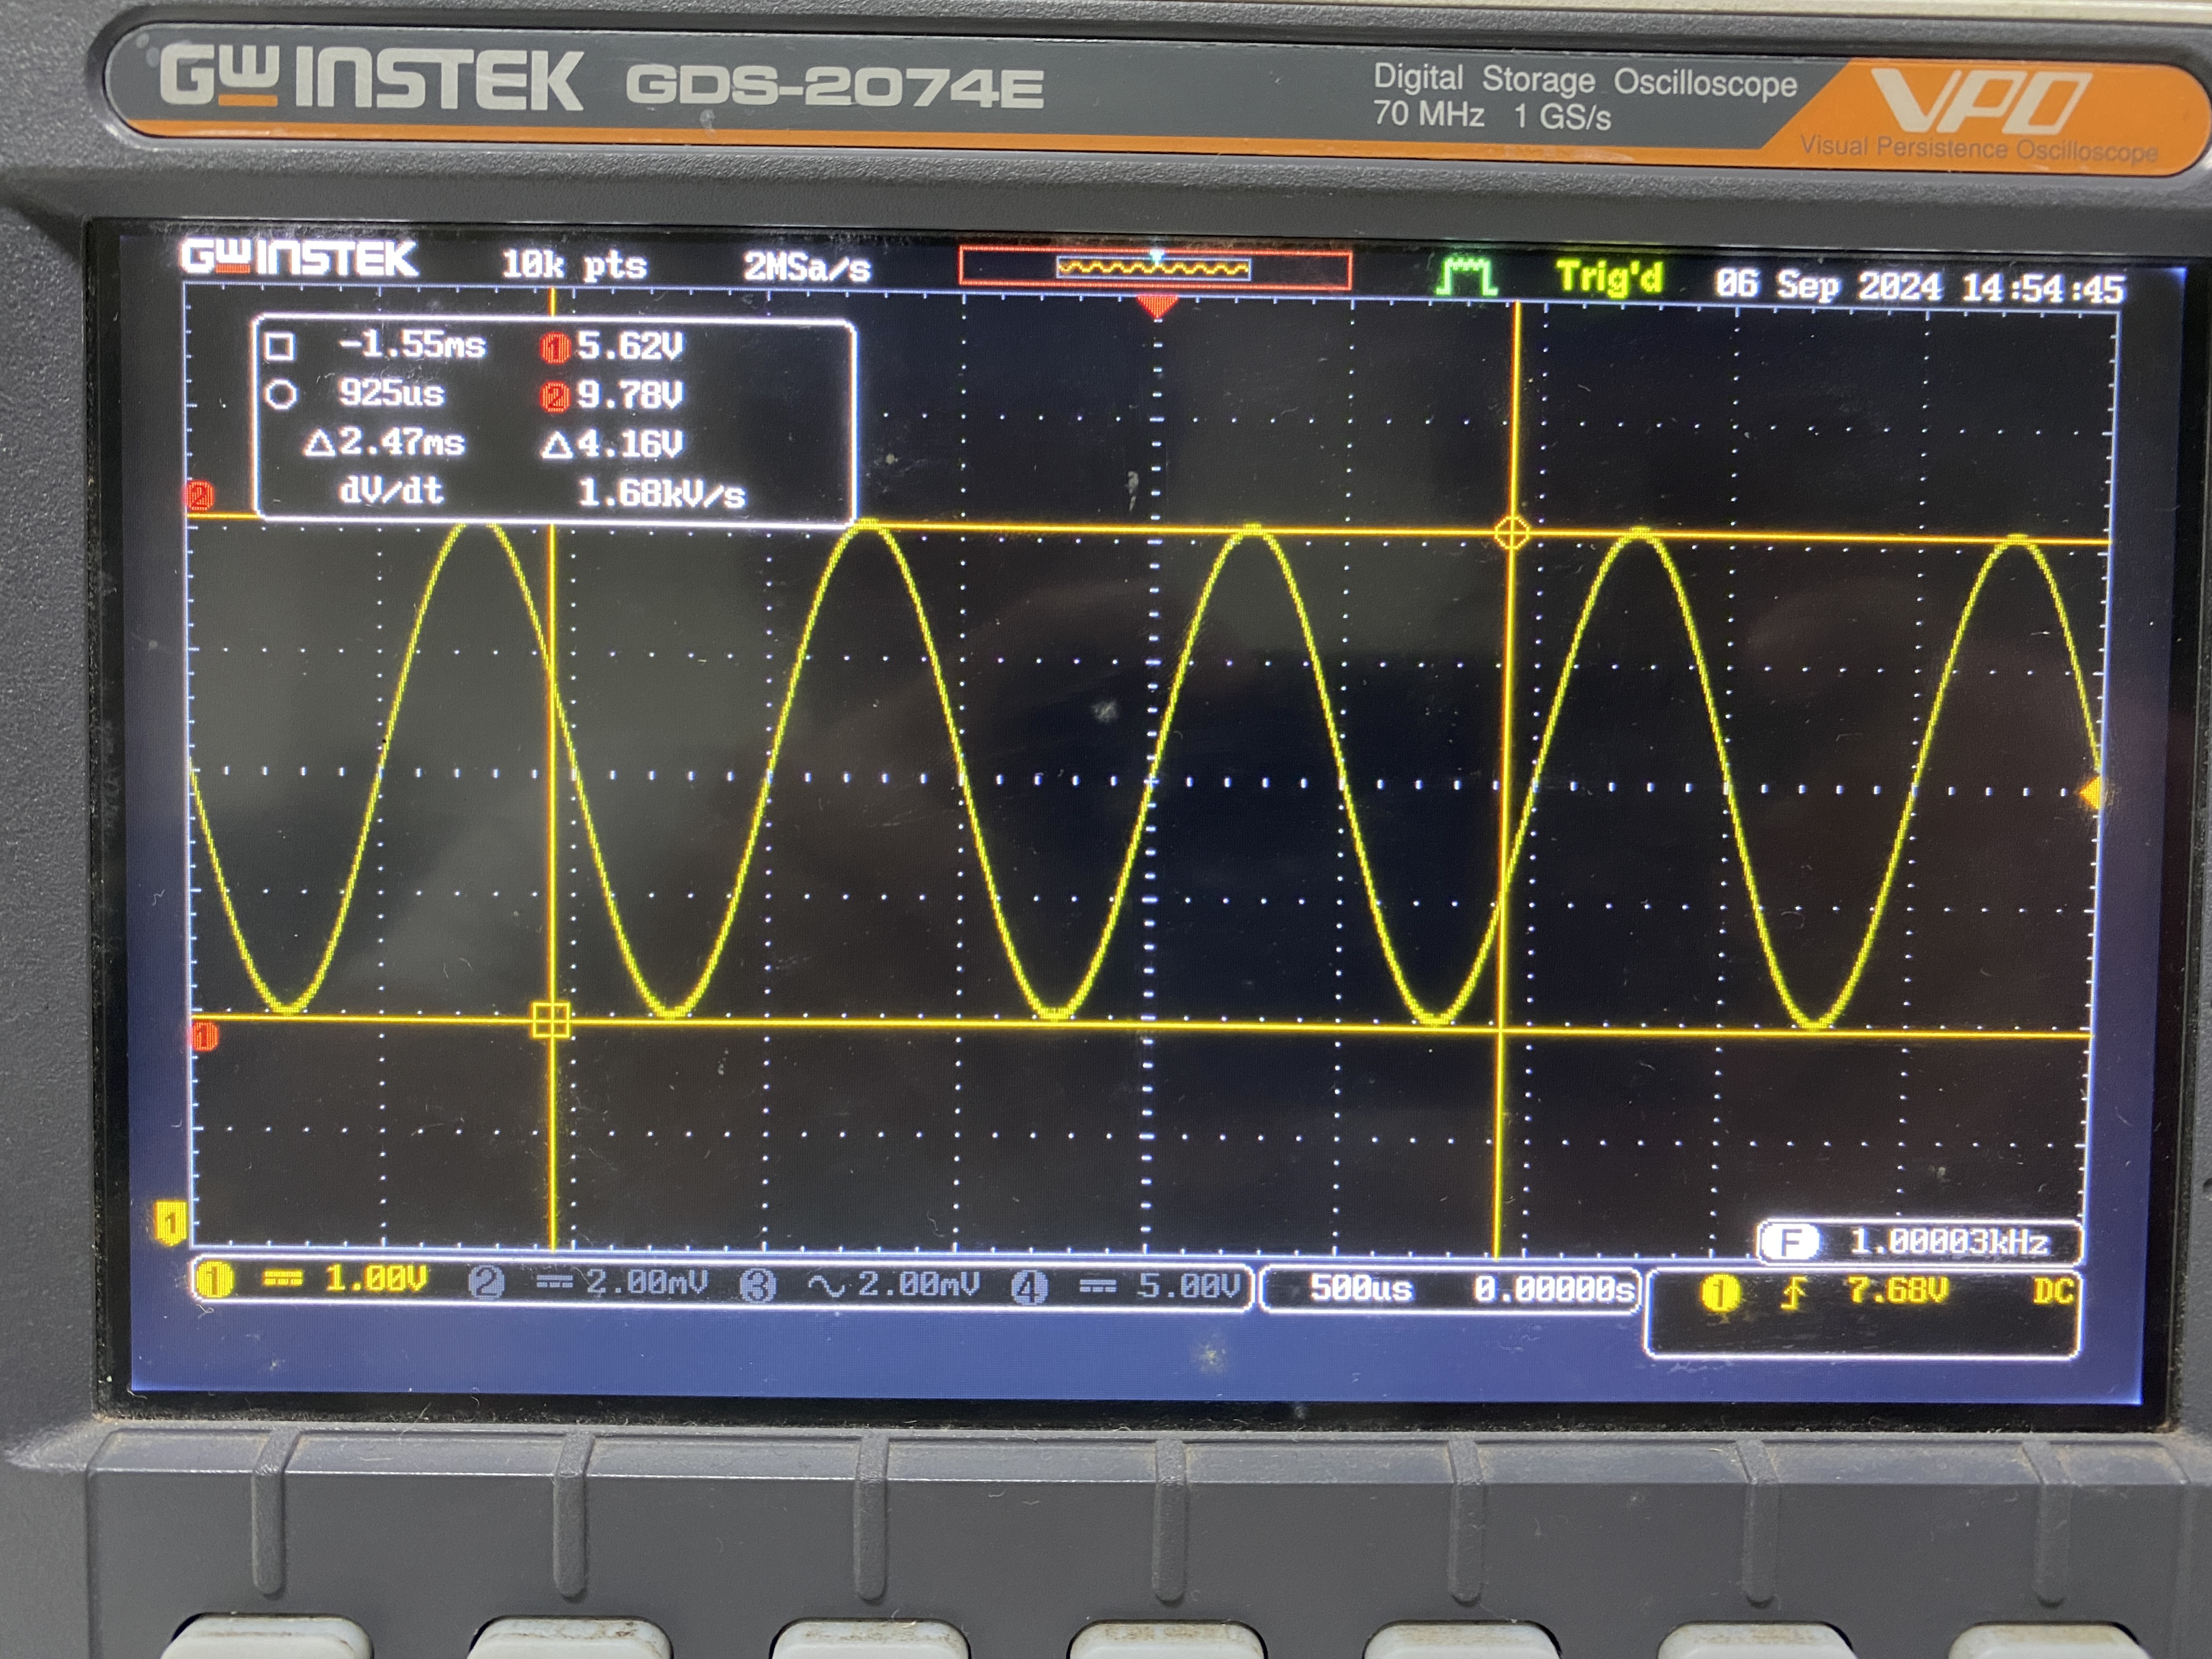 GW INSTEK GDS-2074E
Digital Storage Oscilloscope
70 MHz 1 GS/s
VPO
Visual Persistence Oscilloscope
GW INSTEK 10k pts 2MSa/s Trig'd 06 Sep 2024 14:54:45
-1.55ms 1 5.62V
925us 2 9.78V
△2.47ms △4.16V
dV/dt 1.68kV/s
2
1
1
F 1.00003kHz
1 1.00V 2 2.00mV 3 2.00mV 4 5.00V 500us 0.00000s 1 7.68V DC